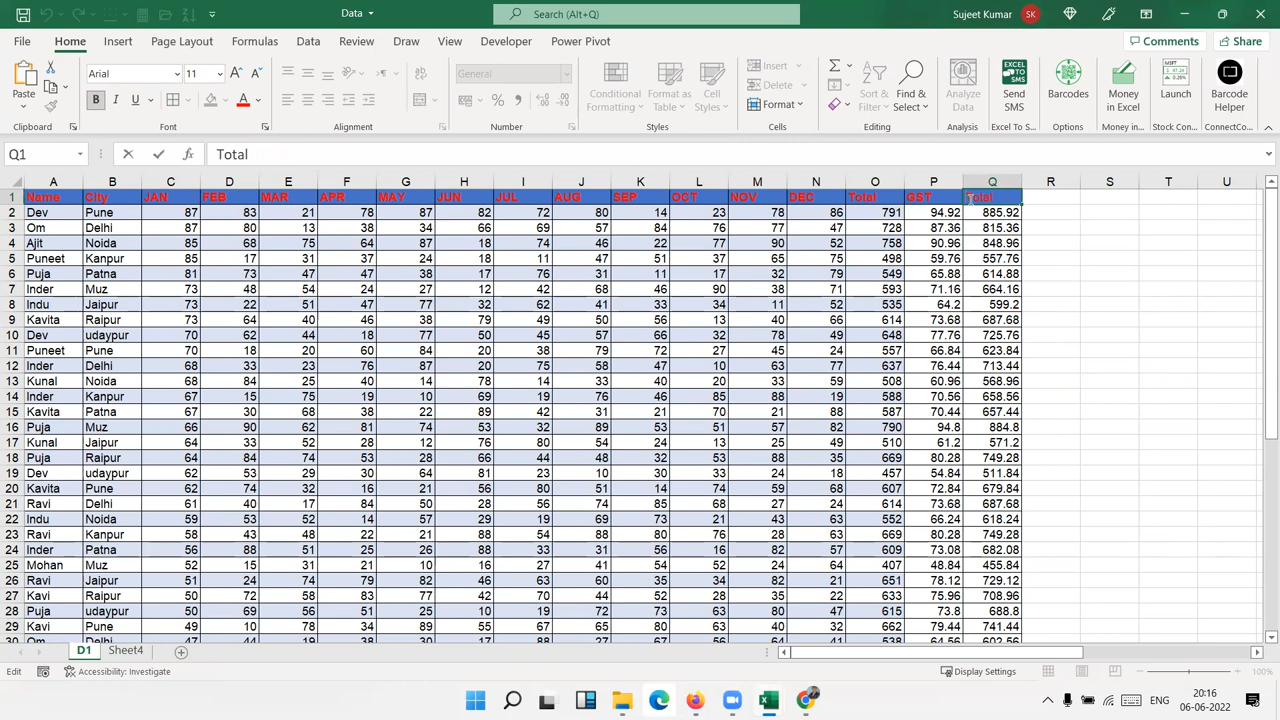 Data
Search (Alt+Q)
Sujeet Kumar SK
File Home Insert Page Layout Formulas Data Review View Draw Developer Power Pivot Comments Share
Paste Arial 11 General Conditional Formatting Format as Table Cell Styles Insert Delete Format Sort & Filter Find & Select Analyze Data Send SMS Barcodes Money in Excel Launch Barcode Helper
Clipboard Font Alignment Number Styles Cells Editing Analysis Excel To S... Options Money in... Stock Con... ConnectCo...
Q1 fx Total
A B C D E F G H I J K L M N O P Q R S T U
1 Name City JAN FEB MAR APR MAY JUN JUL AUG SEP OCT NOV DEC Total GST Total
2 Dev Pune 87 83 21 78 87 82 72 80 14 23 78 86 791 94.92 885.92
3 Om Delhi 87 80 13 38 34 66 69 57 84 76 77 47 728 87.36 815.36
4 Ajit Noida 85 68 75 64 87 18 74 46 22 77 90 52 758 90.96 848.96
5 Puneet Kanpur 85 17 31 37 24 18 11 47 51 37 65 75 498 59.76 557.76
6 Puja Patna 81 73 47 47 38 17 76 31 11 17 32 79 549 65.88 614.88
7 Inder Muz 73 48 54 24 27 12 42 68 46 90 38 71 593 71.16 664.16
8 Indu Jaipur 73 22 51 47 77 32 62 41 33 34 11 52 535 64.2 599.2
9 Kavita Raipur 73 64 90 46 38 79 49 50 56 13 40 66 614 73.68 687.68
10 Dev udaypur 70 62 44 18 77 50 45 57 66 32 78 49 648 77.76 725.76
11 Puneet Pune 70 18 20 60 84 20 38 79 72 27 45 24 557 66.84 623.84
12 Inder Delhi 68 33 23 76 87 20 75 58 47 10 63 77 637 76.44 713.44
13 Kunal Noida 68 84 25 40 14 78 14 33 40 20 33 59 508 60.96 568.96
14 Inder Kanpur 67 15 75 19 10 69 19 76 46 85 88 19 588 70.56 658.56
15 Kavita Patna 67 30 68 38 22 89 42 31 21 70 21 88 587 70.44 657.44
16 Puja Muz 66 90 62 81 74 53 32 89 53 51 57 82 790 94.8 884.8
17 Kunal Jaipur 64 33 52 28 12 76 80 54 24 13 25 49 510 61.2 571.2
18 Puja Raipur 64 84 74 53 28 66 44 48 32 53 88 35 669 80.28 749.28
19 Dev udaypur 62 53 29 30 64 81 23 10 30 33 24 18 457 54.84 511.84
20 Kavita Pune 62 74 32 16 21 56 80 51 14 74 59 68 607 72.84 679.84
21 Ravi Delhi 61 40 17 84 50 28 56 74 85 68 27 24 614 73.68 687.68
22 Indu Noida 59 53 52 14 57 29 19 69 73 21 43 63 552 66.24 618.24
23 Ravi Kanpur 58 43 48 22 21 88 54 88 80 76 28 63 669 80.28 749.28
24 Inder Patna 56 88 51 25 26 88 33 31 56 16 82 57 609 73.08 682.08
25 Mohan Muz 52 15 31 21 10 16 27 41 54 52 24 64 407 48.84 455.84
26 Ravi Jaipur 51 24 74 79 82 46 63 60 35 34 82 21 651 78.12 729.12
27 Kavi Raipur 50 72 58 83 77 42 70 44 52 28 35 22 633 75.96 708.96
28 Puja udaypur 50 69 56 51 25 10 19 72 73 63 80 47 615 73.8 688.8
29 Kavi Pune 49 10 78 34 89 67 55 65 80 63 40 32 662 79.44 741.44
30 Om Delhi 47 44 19 38 30 17 88 27 67 56 64 41 64.56 602.56
D1 Sheet4
Edit Accessibility: Investigate Display Settings 100%
ENG 20:16
06-06-2022